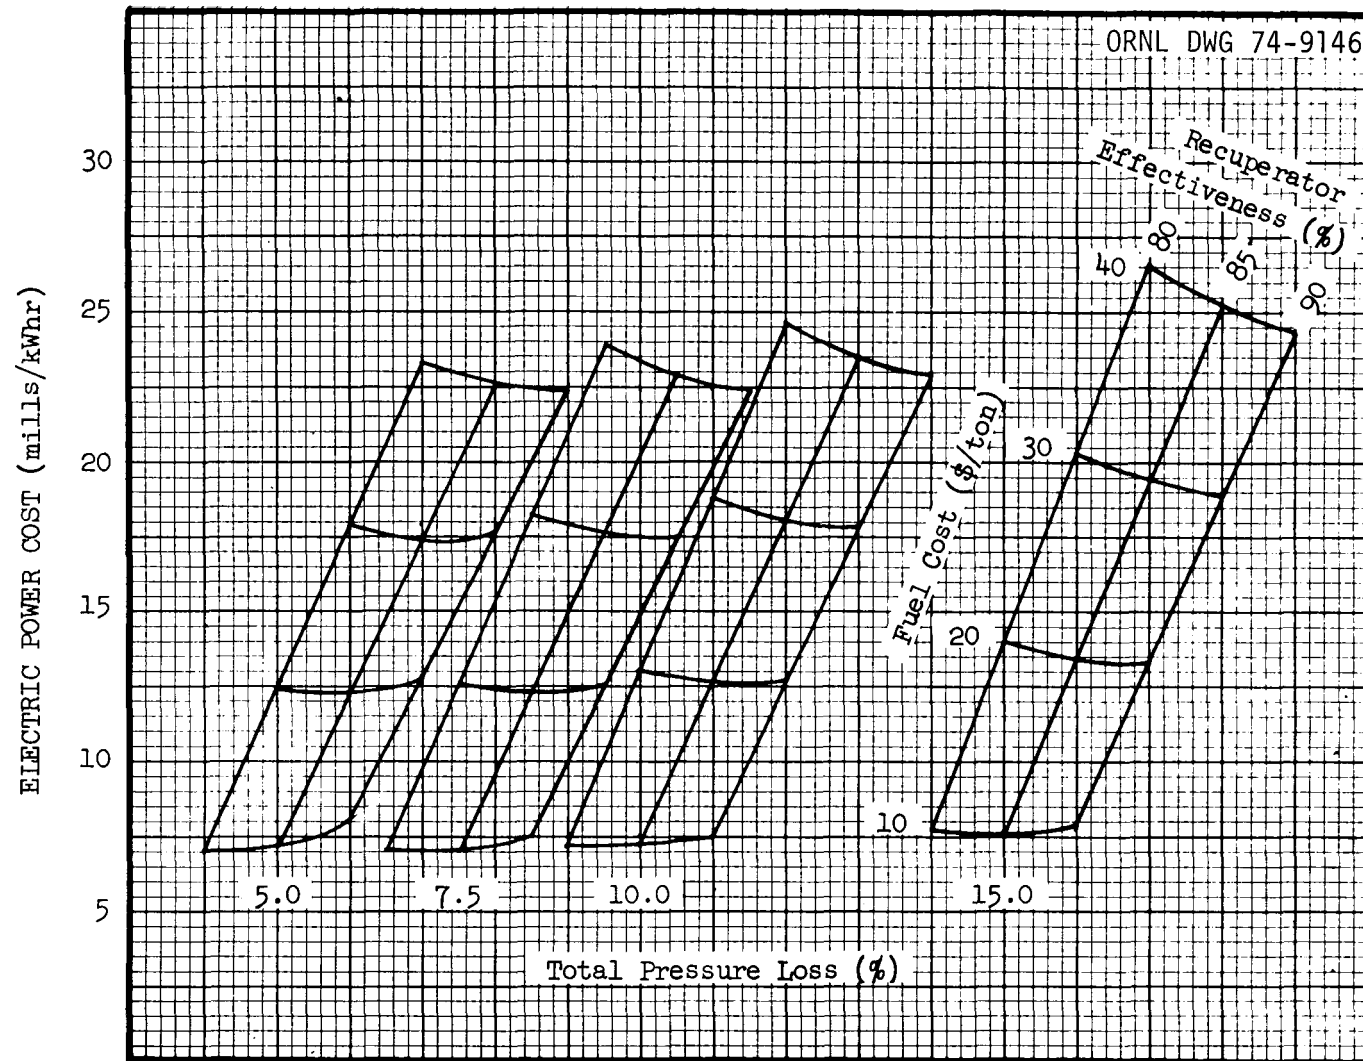 ORNL DWG 74-9146
Recuperator
Effectiveness (%)
80
85
90
40
30
20
10
Fuel Cost ($/ton)
ELECTRIC POWER COST (mills/kWhr)
30
25
20
15
10
5
5.0
7.5
10.0
15.0
Total Pressure Loss (%)